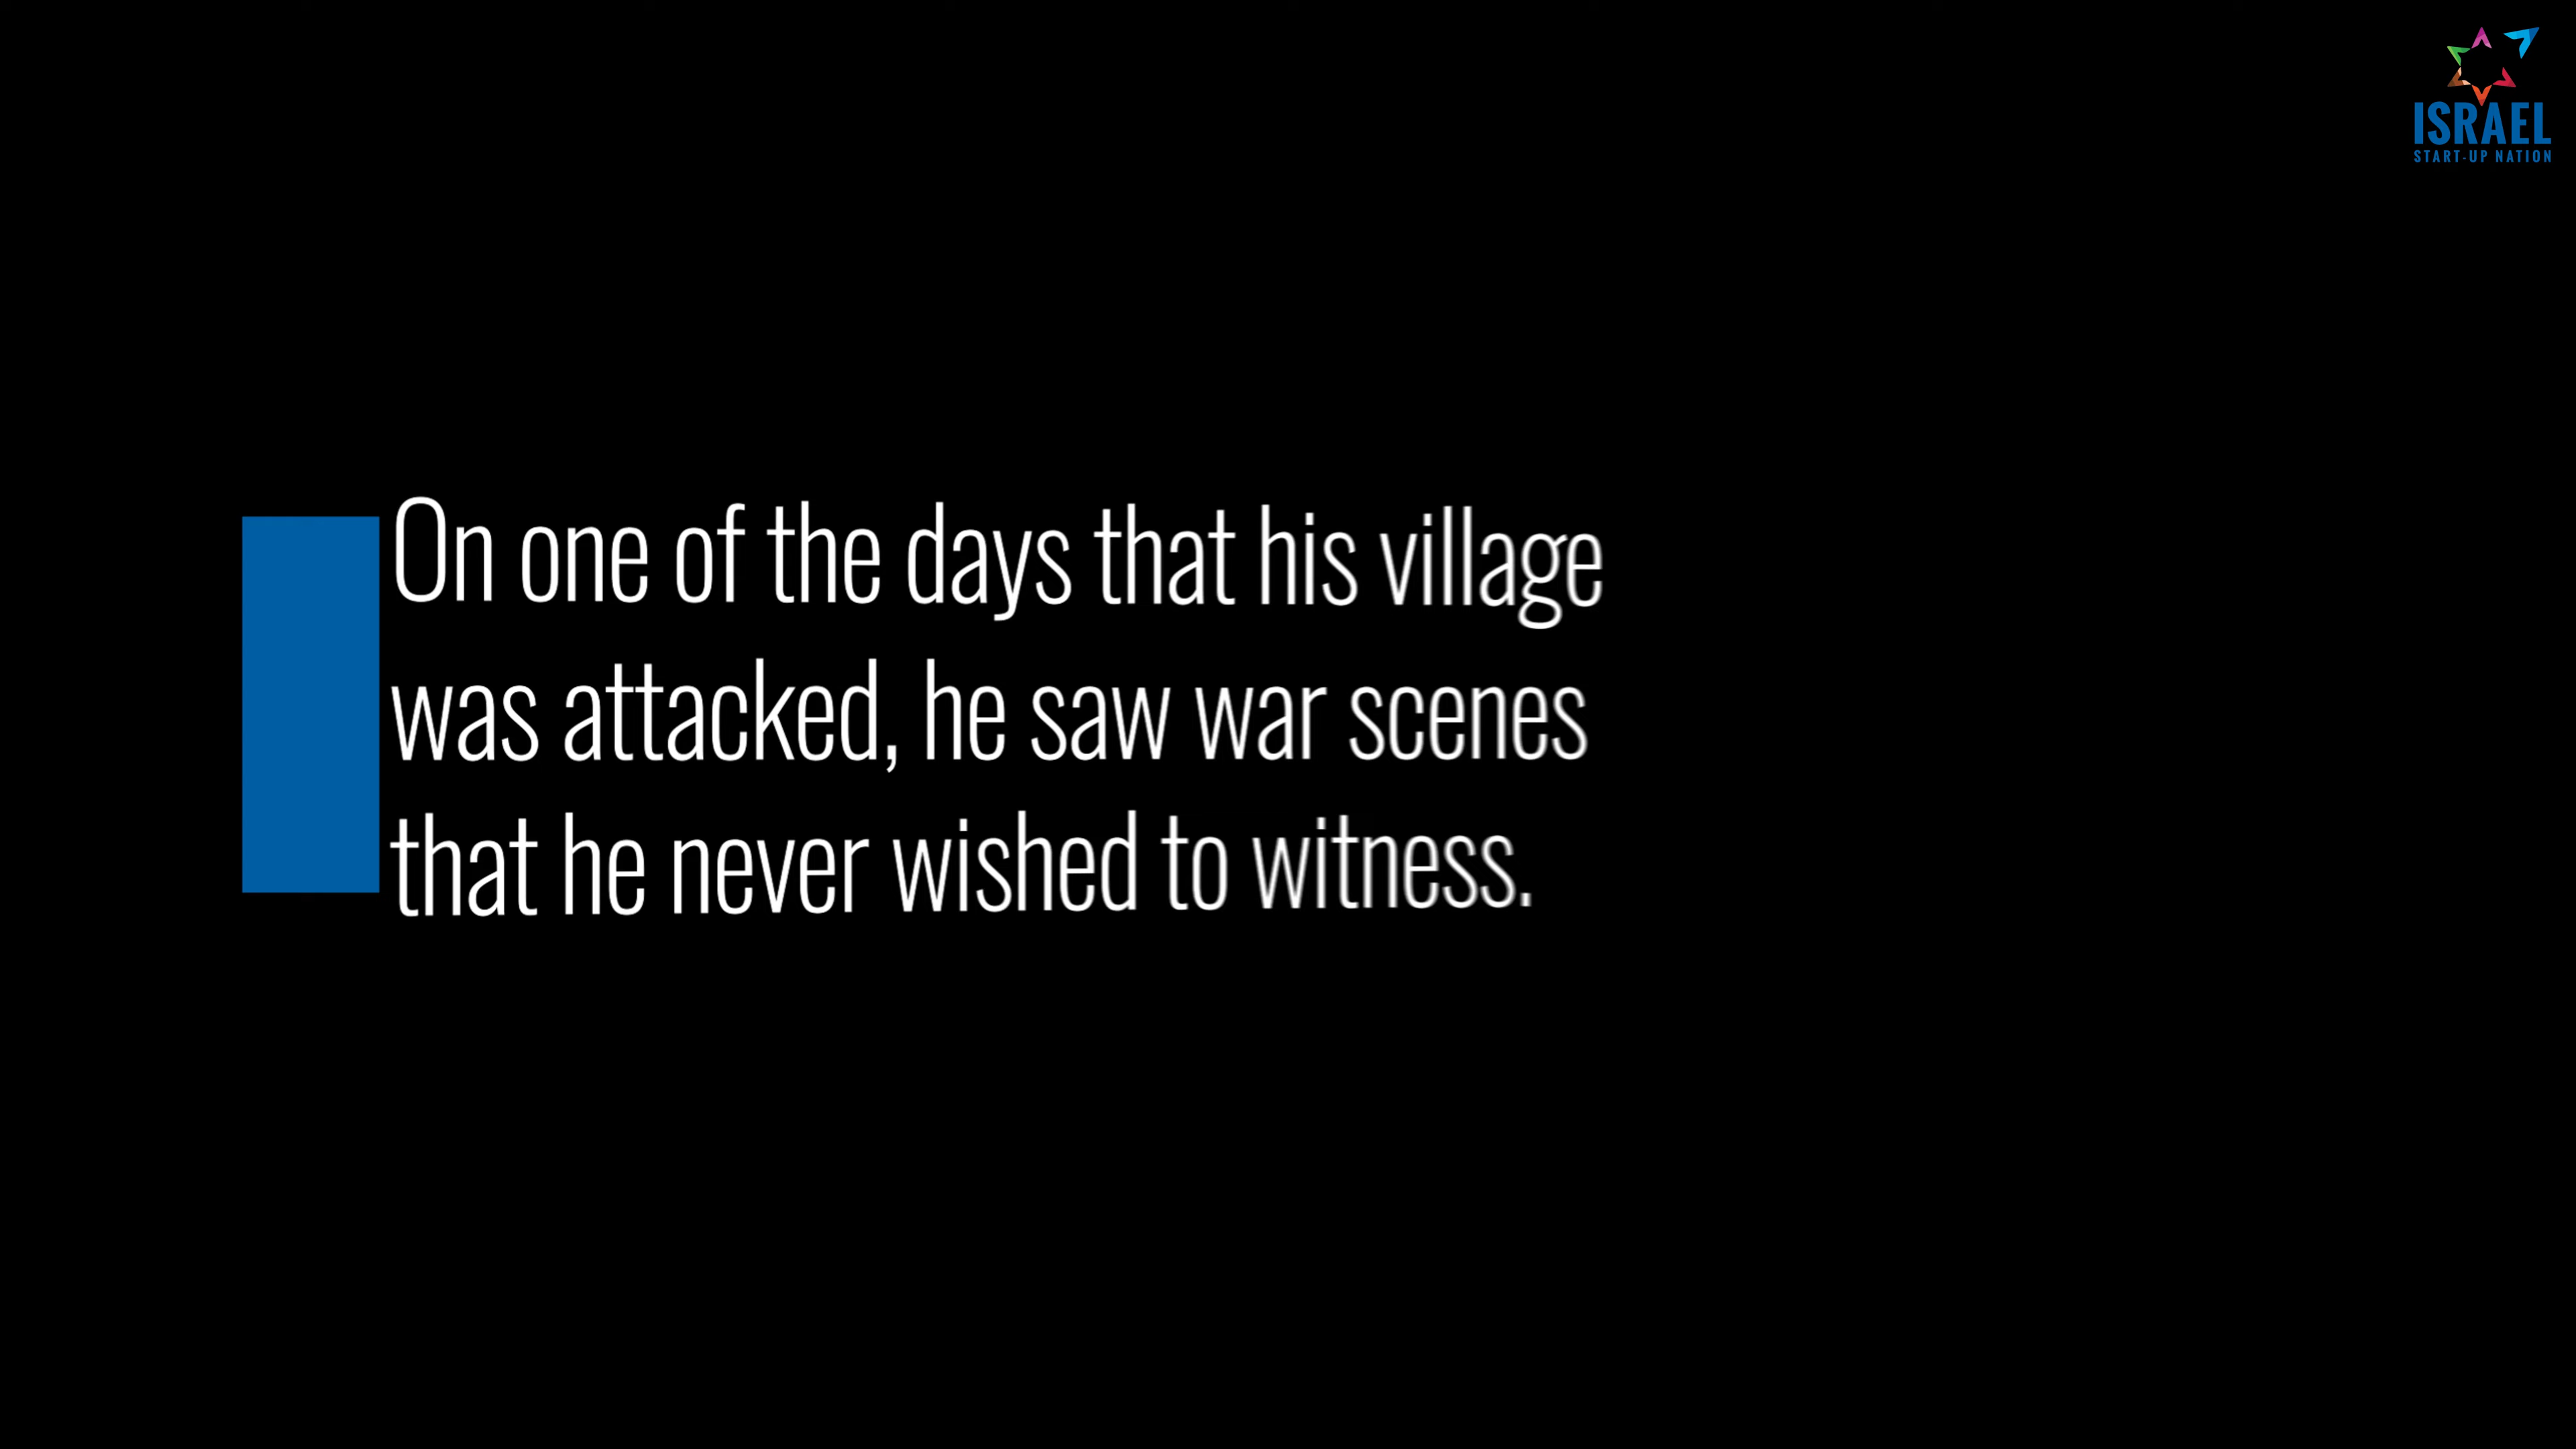 ISRAEL
START-UP NATION
On one of the days that his village
was attacked, he saw war scenes
that he never wished to witness.